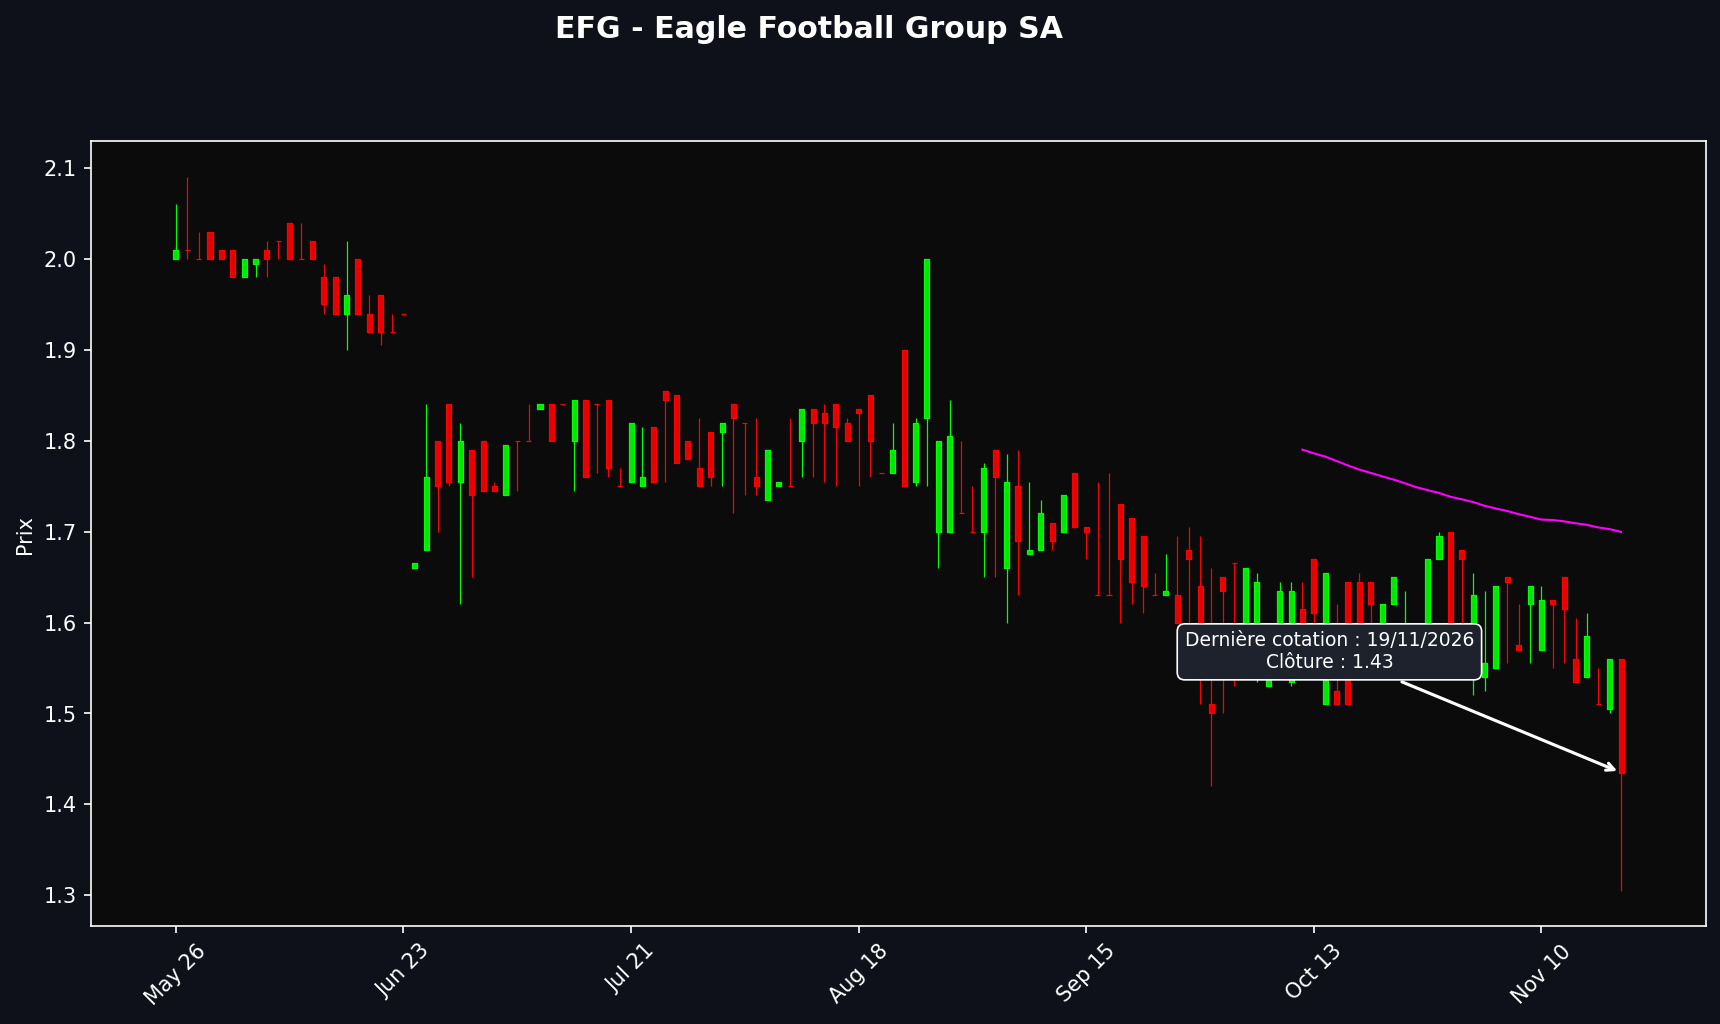 EFG - Eagle Football Group SA
Prix
2.1
2.0
1.9
1.8
1.7
1.6
1.5
1.4
1.3
Dernière cotation : 19/11/2026
Clôture : 1.43
May 26
Jun 23
Jul 21
Aug 18
Sep 15
Oct 13
Nov 10